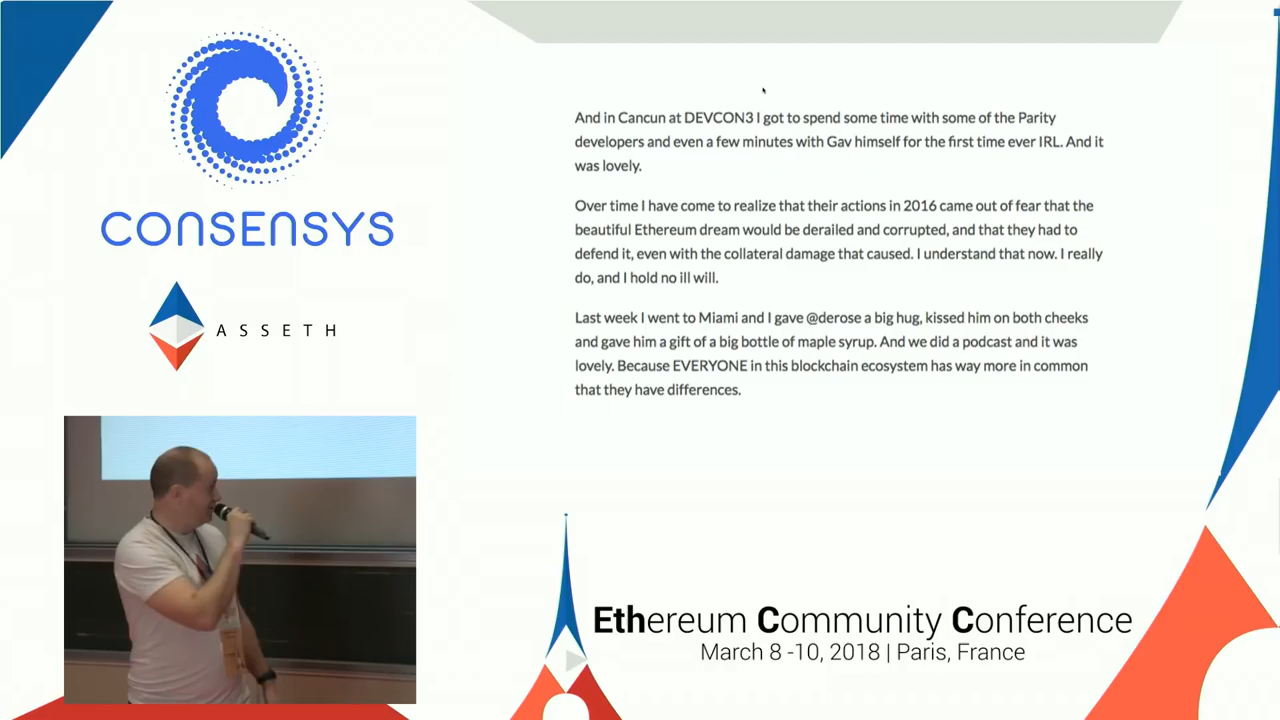 CONSENSYS
ASSETH
And in Cancun at DEVCON3 I got to spend some time with some of the Parity
developers and even a few minutes with Gav himself for the first time ever IRL. And it
was lovely.
Over time I have come to realize that their actions in 2016 came out of fear that the
beautiful Ethereum dream would be derailed and corrupted, and that they had to
defend it, even with the collateral damage that caused. I understand that now. I really
do, and I hold no ill will.
Last week I went to Miami and I gave @derose a big hug, kissed him on both cheeks
and gave him a gift of a big bottle of maple syrup. And we did a podcast and it was
lovely. Because EVERYONE in this blockchain ecosystem has way more in common
that they have differences.
Ethereum Community Conference
March 8 -10, 2018 | Paris, France